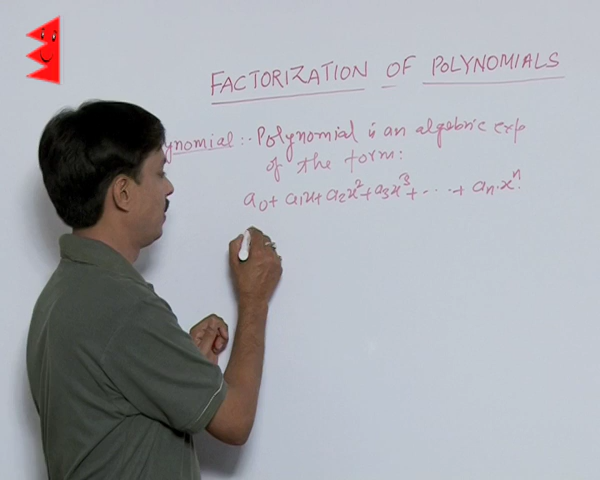 FACTORIZATION OF POLYNOMIALS
ynomial:- Polynomial is an algebric exp
of the form:
a₀ + a₁x + a₂x² + a₃x³ + ... + aₙ.xⁿ.